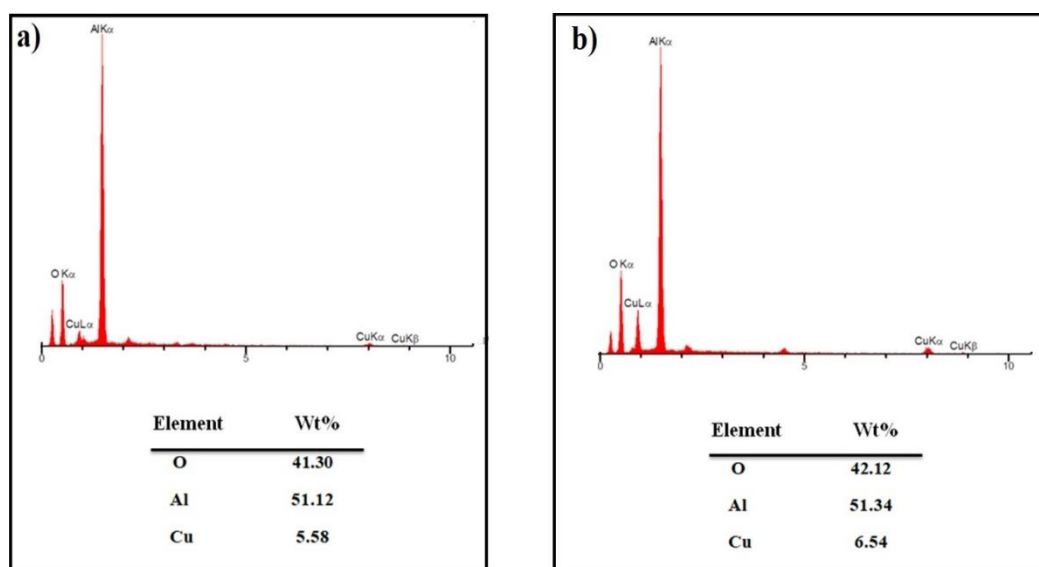 a)
AlKα
O Kα
CuLα
CuKα CuKβ
0 5 10
Element Wt%
O 41.30
Al 51.12
Cu 5.58
b)
AlKα
O Kα
CuLα
CuKα CuKβ
0 5 10
Element Wt%
O 42.12
Al 51.34
Cu 6.54